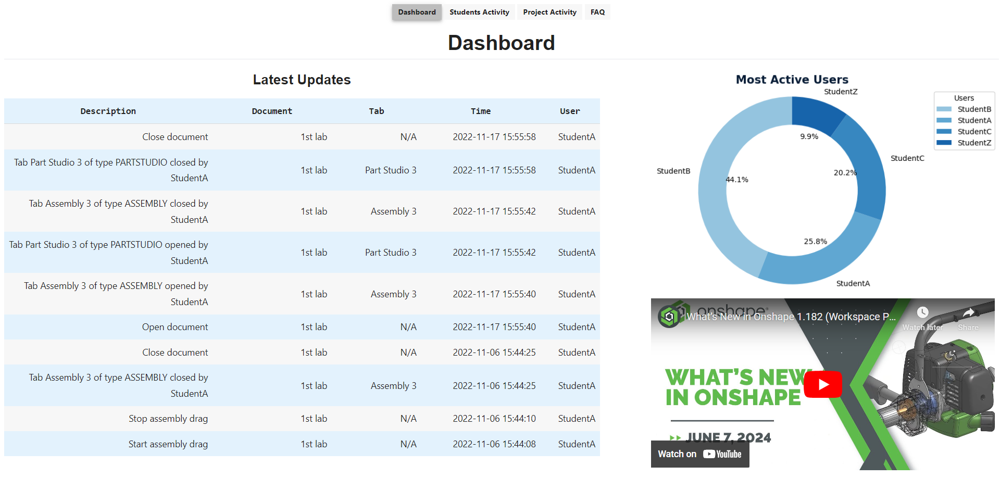 Dashboard Students Activity Project Activity FAQ
Dashboard
Latest Updates
Description Document Tab Time User
Close document 1st lab N/A 2022-11-17 15:55:58 StudentA
Tab Part Studio 3 of type PARTSTUDIO closed by
StudentA 1st lab Part Studio 3 2022-11-17 15:55:58 StudentA
Tab Assembly 3 of type ASSEMBLY closed by
StudentA 1st lab Assembly 3 2022-11-17 15:55:42 StudentA
Tab Part Studio 3 of type PARTSTUDIO opened by
StudentA 1st lab Part Studio 3 2022-11-17 15:55:42 StudentA
Tab Assembly 3 of type ASSEMBLY opened by
StudentA 1st lab Assembly 3 2022-11-17 15:55:40 StudentA
Open document 1st lab N/A 2022-11-17 15:55:40 StudentA
Close document 1st lab N/A 2022-11-06 15:44:25 StudentA
Tab Assembly 3 of type ASSEMBLY closed by
StudentA 1st lab Assembly 3 2022-11-06 15:44:25 StudentA
Stop assembly drag 1st lab N/A 2022-11-06 15:44:10 StudentA
Start assembly drag 1st lab N/A 2022-11-06 15:44:08 StudentA
Most Active Users
StudentZ
9.9%
StudentC
20.2%
StudentB
44.1%
25.8%
StudentA
Users
StudentB
StudentA
StudentC
StudentZ
onshape
What's New in Onshape 1.182 (Workspace P...
Watch later Share
WHAT'S NEW
IN ONSHAPE
JUNE 7, 2024
Watch on YouTube